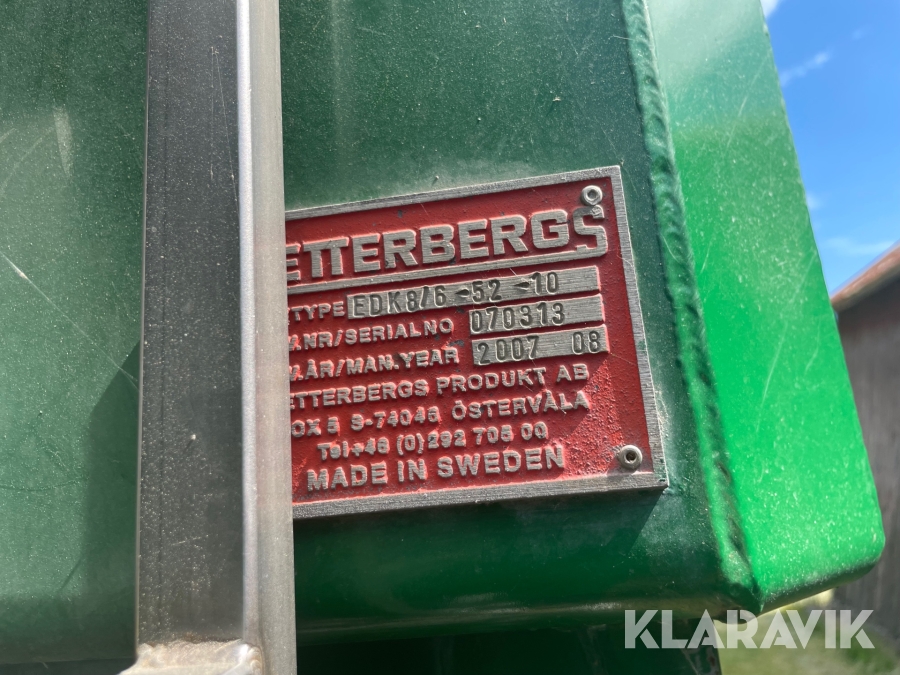 ETTERBERGS
TYPE EDK8/6 -52 -10
.NR/SERIALNO 070313
.ÅR/MAN.YEAR 2007 08
ETTERBERGS PRODUKT AB
OX 5 S-74046 ÖSTERVÅLA
Tel +46 (0)292 708 00
MADE IN SWEDEN
KLARAVIK